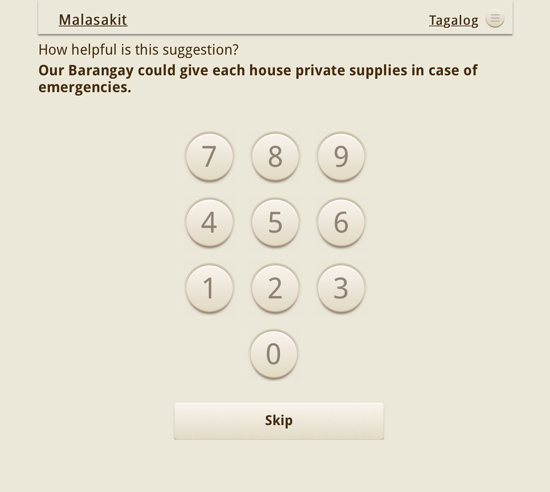 Malasakit
Tagalog
How helpful is this suggestion?
Our Barangay could give each house private supplies in case of
emergencies.
7 8 9
4 5 6
1 2 3
0
Skip